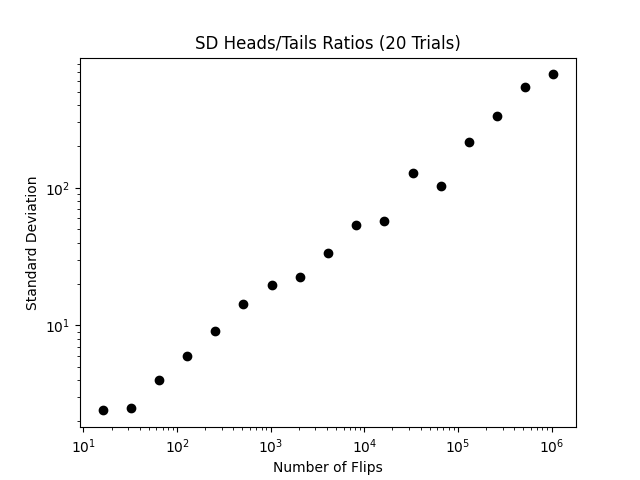 SD Heads/Tails Ratios (20 Trials)
Standard Deviation
10²
10¹
10¹ 10² 10³ 10⁴ 10⁵ 10⁶
Number of Flips